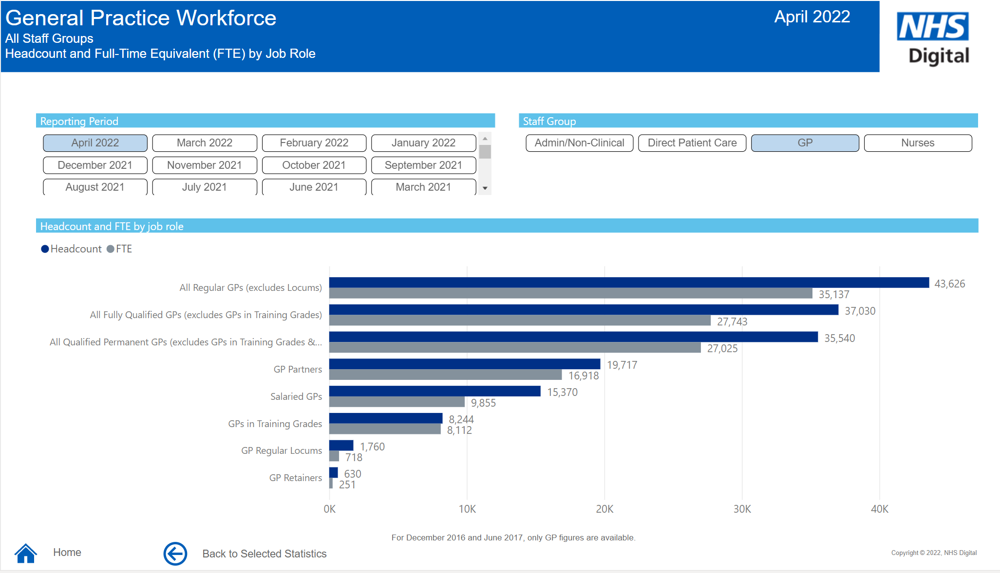 General Practice Workforce
All Staff Groups
Headcount and Full-Time Equivalent (FTE) by Job Role
April 2022
NHS
Digital
Reporting Period
April 2022
March 2022
February 2022
January 2022
December 2021
November 2021
October 2021
September 2021
August 2021
July 2021
June 2021
March 2021
Staff Group
Admin/Non-Clinical
Direct Patient Care
GP
Nurses
Headcount and FTE by job role
Headcount
FTE
All Regular GPs (excludes Locums)
43,626
35,137
All Fully Qualified GPs (excludes GPs in Training Grades)
37,030
27,743
All Qualified Permanent GPs (excludes GPs in Training Grades &...
35,540
27,025
GP Partners
19,717
16,918
Salaried GPs
15,370
9,855
GPs in Training Grades
8,244
8,112
GP Regular Locums
1,760
718
GP Retainers
630
251
0K
10K
20K
30K
40K
For December 2016 and June 2017, only GP figures are available.
Home
Back to Selected Statistics
Copyright © 2022, NHS Digital